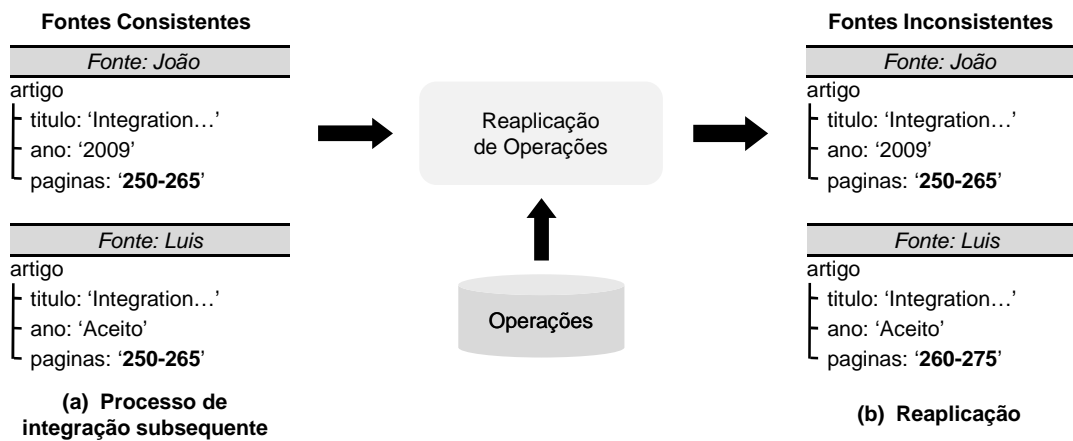 Fontes Consistentes
Fonte: João
artigo
titulo: ‘Integration…’
ano: ‘2009’
paginas: ‘250-265’
Fonte: Luis
artigo
titulo: ‘Integration…’
ano: ‘Aceito’
paginas: ‘250-265’
(a) Processo de
integração subsequente
Reaplicação
de Operações
Operações
Fontes Inconsistentes
Fonte: João
artigo
titulo: ‘Integration…’
ano: ‘2009’
paginas: ‘250-265’
Fonte: Luis
artigo
titulo: ‘Integration…’
ano: ‘Aceito’
paginas: ‘260-275’
(b) Reaplicação